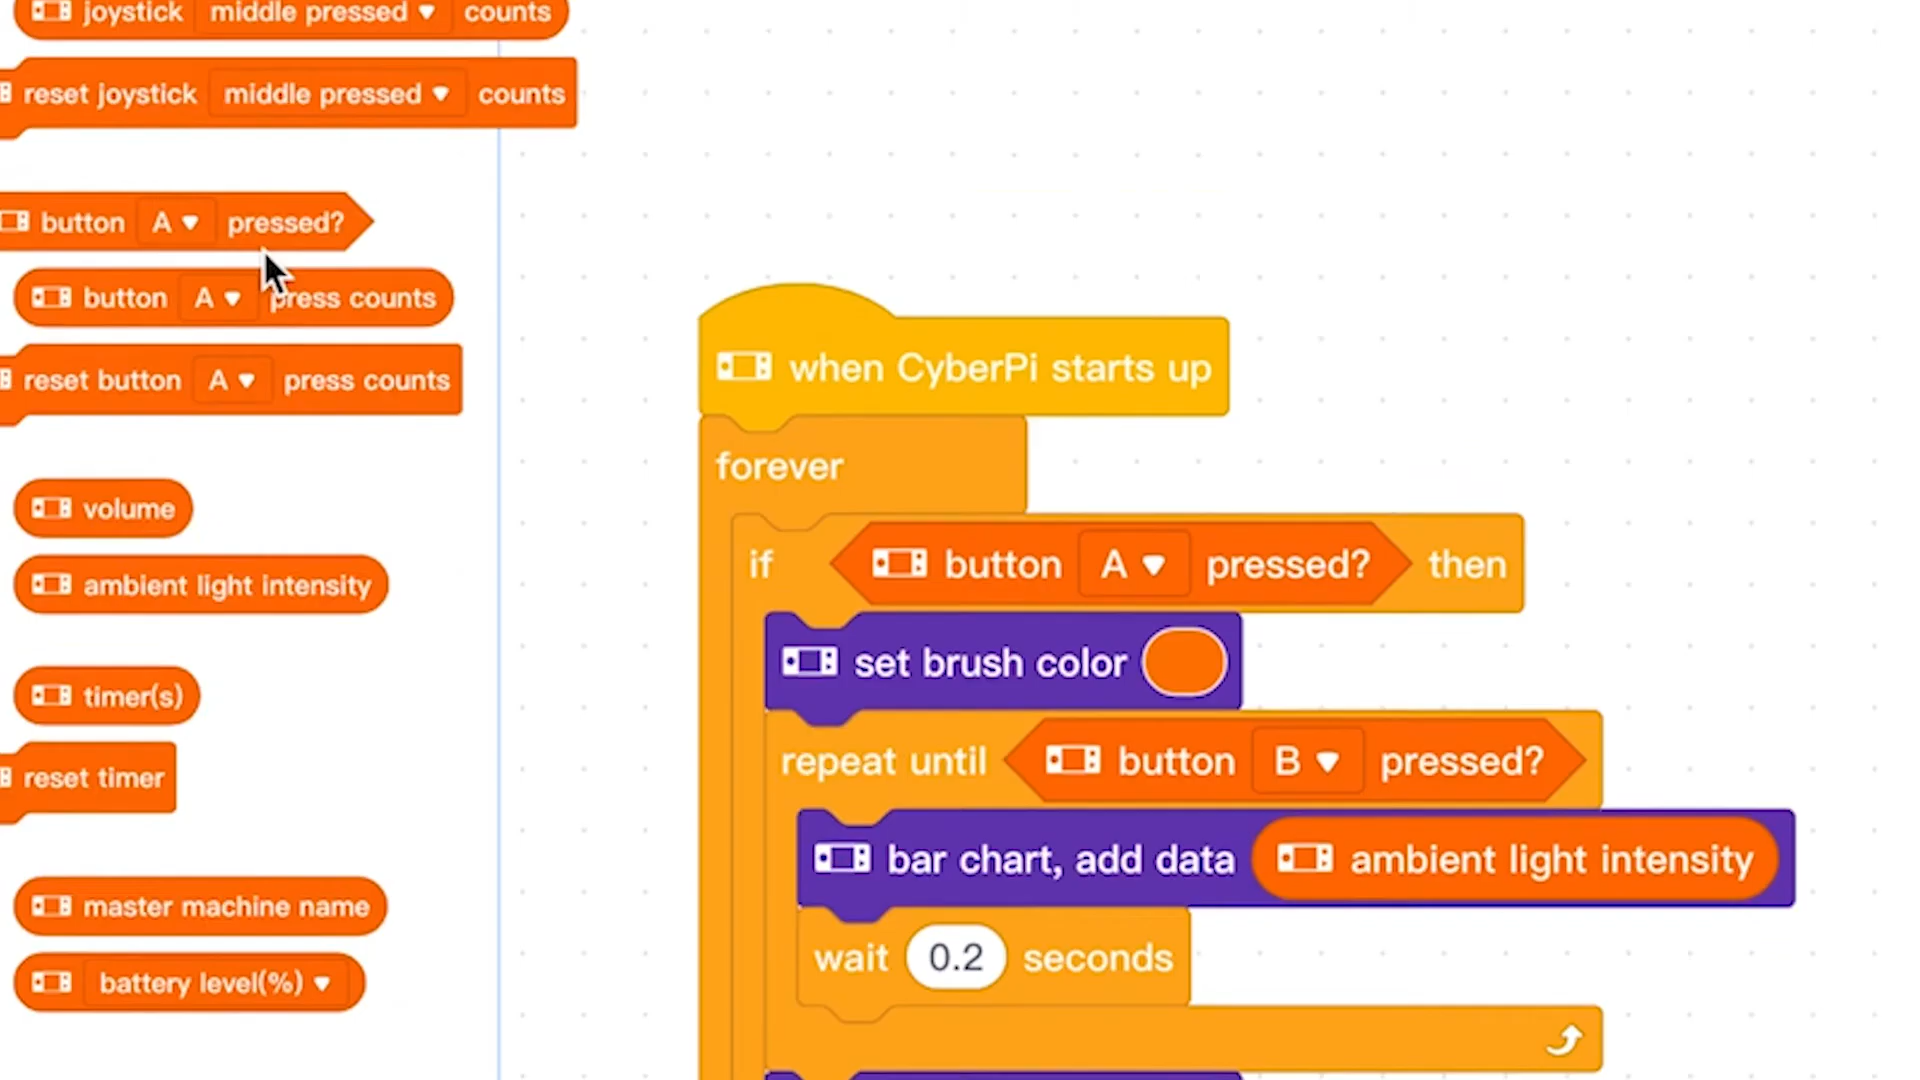 joystick middle pressed counts
reset joystick middle pressed counts
button A pressed?
button A press counts
reset button A press counts
volume
ambient light intensity
timer(s)
reset timer
master machine name
battery level(%)
when CyberPi starts up
forever
if button A pressed? then
set brush color
repeat until button B pressed?
bar chart, add data ambient light intensity
wait 0.2 seconds